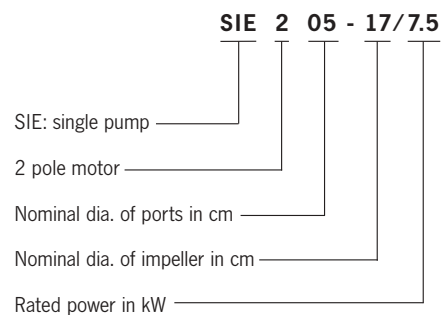 SIE 2 05 - 17/7.5
SIE: single pump
2 pole motor
Nominal dia. of ports in cm
Nominal dia. of impeller in cm
Rated power in kW